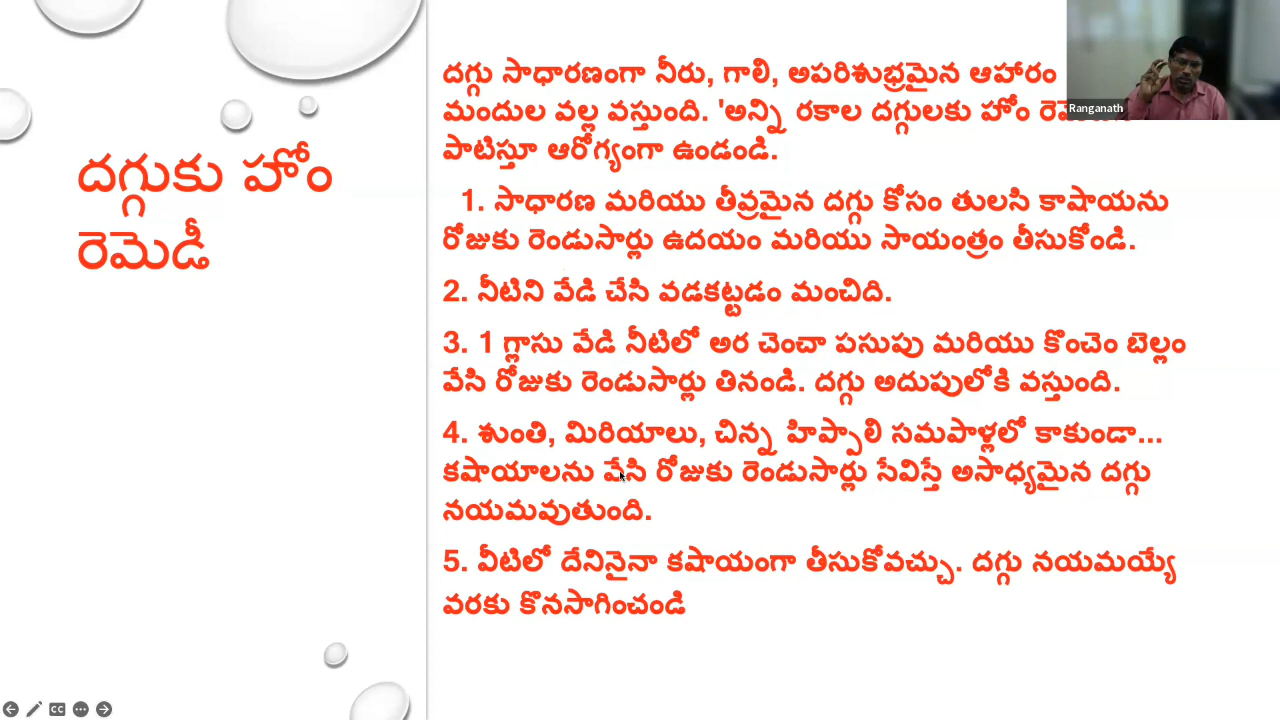 దగ్గుకు హోం
రెమెడీ
దగ్గు సాధారణంగా నీరు, గాలి, అపరిశుభ్రమైన ఆహారం
మందుల వల్ల వస్తుంది. 'అన్ని రకాల దగ్గులకు హోం
పాటిస్తూ ఆరోగ్యంగా ఉండండి.
1. సాధారణ మరియు తీవ్రమైన దగ్గు కోసం తులసి కాషాయను
రోజుకు రెండుసార్లు ఉదయం మరియు సాయంత్రం తీసుకోండి.
2. నీటిని వేడి చేసి వడకట్టడం మంచిది.
3. 1 గ్లాసు వేడి నీటిలో అర చెంచా పసుపు మరియు కొంచెం బెల్లం
వేసి రోజుకు రెండుసార్లు తినండి. దగ్గు అదుపులోకి వస్తుంది.
4. శుంతి, మిరియాలు, చిన్న హిప్పాలి సమపాళ్లలో కాకుండా...
కషాయాలను వేసి రోజుకు రెండుసార్లు సేవిస్తే అసాధ్యమైన దగ్గు
నయమవుతుంది.
5. వీటిలో దేనినైనా కషాయంగా తీసుకోవచ్చు. దగ్గు నయమయ్యే
వరకు కొనసాగించండి
Ranganath
CC